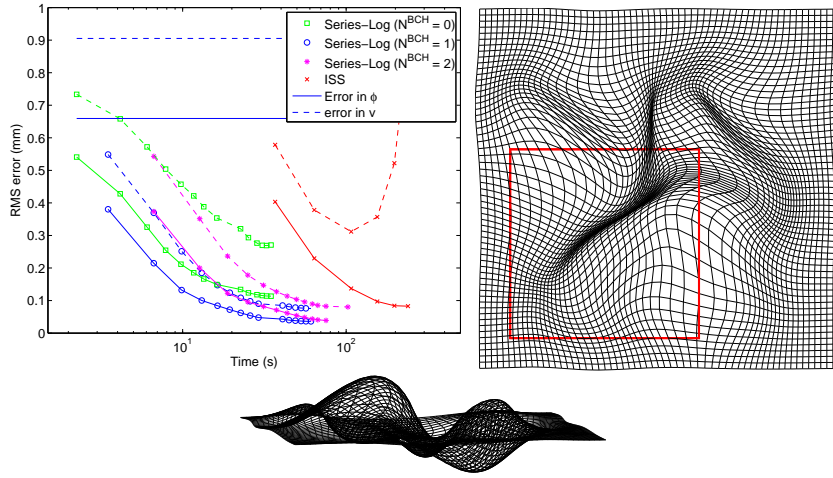 1
0.9
0.8
0.7
0.6
0.5
0.4
0.3
0.2
0.1
0
RMS error (mm)
10^1
10^2
Time (s)
Series−Log (N^BCH = 0)
Series−Log (N^BCH = 1)
Series−Log (N^BCH = 2)
ISS
Error in ϕ
error in v